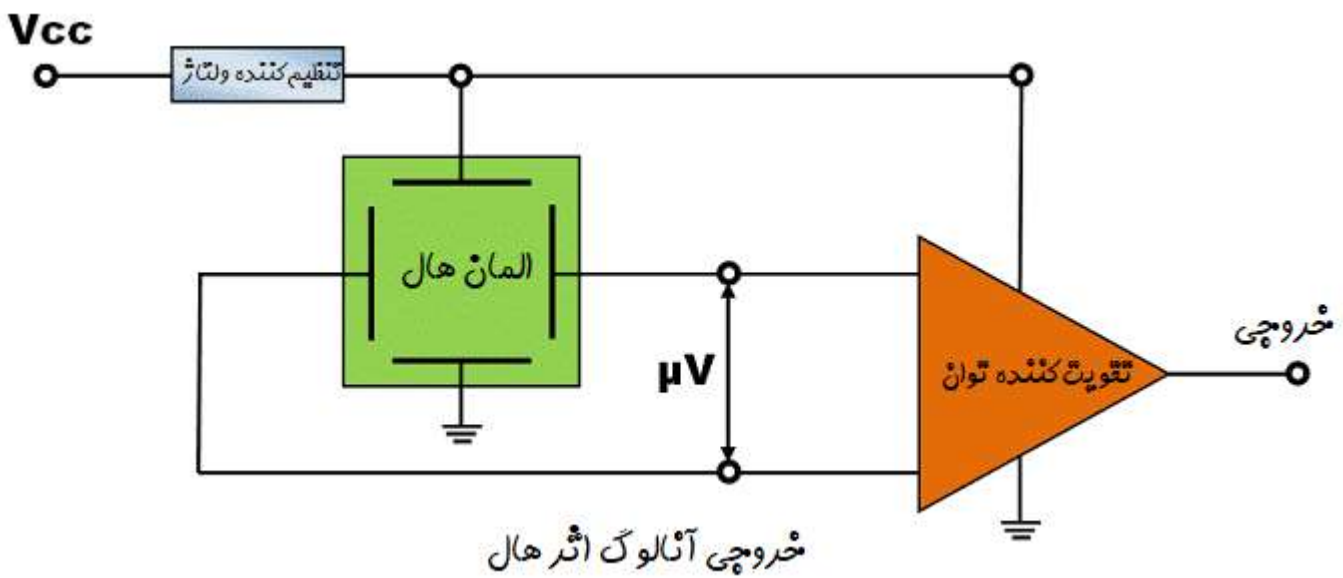 Vcc
تنظیم کننده ولتاژ
المان هال
µV
تقویت کننده توان
خروجی
خروجی آنالوگ اثر هال